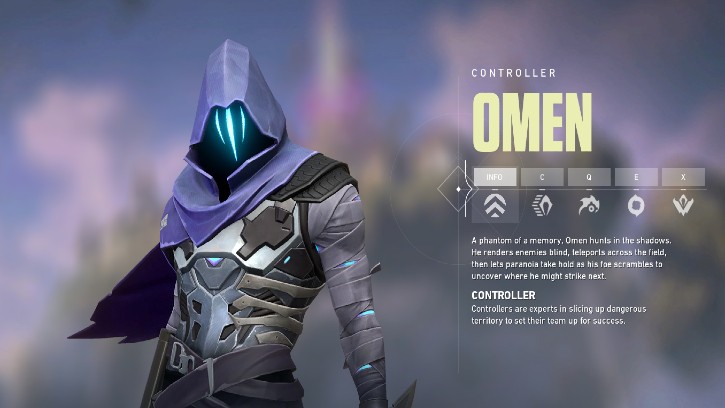 CONTROLLER
OMEN
INFO C Q E X
A phantom of a memory, Omen hunts in the shadows.
He renders enemies blind, teleports across the field,
then lets paranoia take hold as his foe scrambles to
uncover where he might strike next.
CONTROLLER
Controllers are experts in slicing up dangerous
territory to set their team up for success.